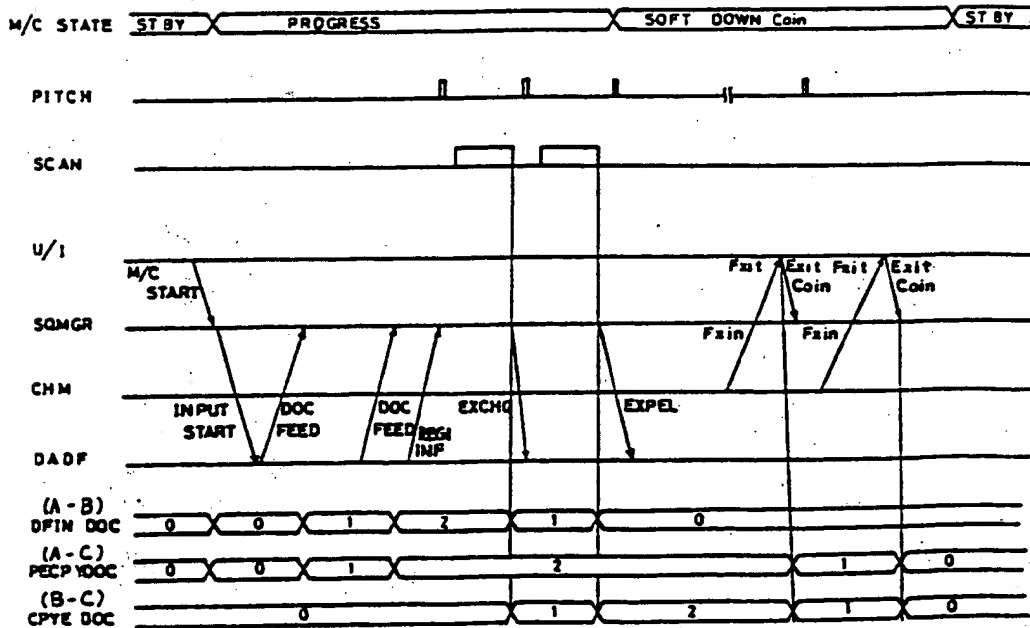 M/C STATE ST BY PROGRESS SOFT DOWN Coin ST BY
PITCH
SCAN
U/I
M/C START
Fxit Exit Coin Fxit Exit Coin
SQMGR
Fxin Fxin
CHM
INPUT START DOC FEED DOC FEED REGI INF EXCHG EXPEL
DADF
(A-B)
DFIN DOC 0 0 1 2 1 0
(A-C)
PECPYDOC 0 0 1 2 1 0
(B-C)
CPYE DOC 0 1 2 1 0